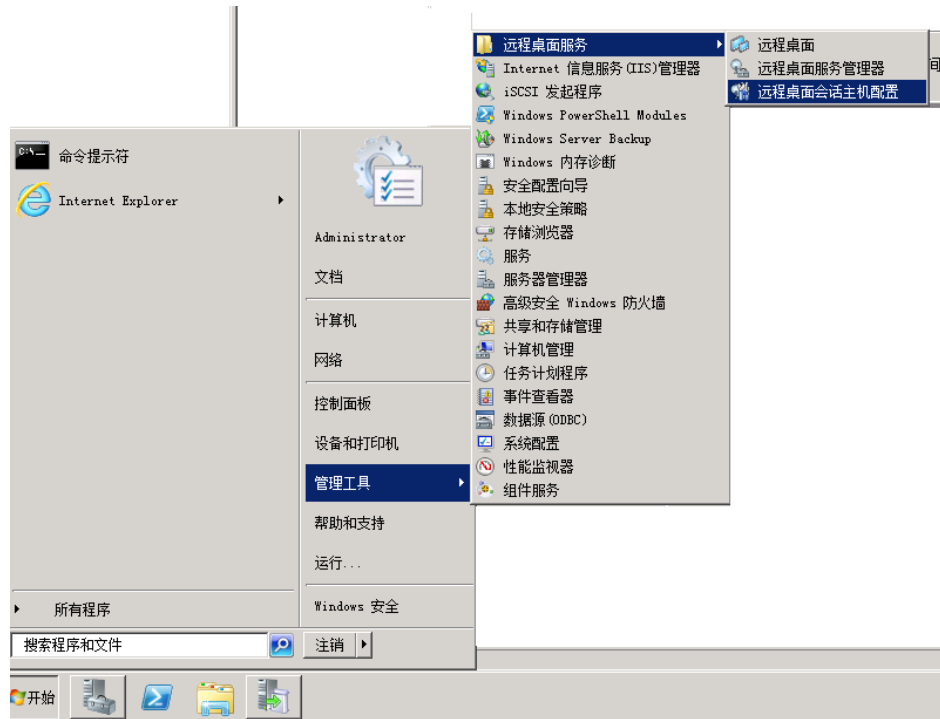 命令提示符
Internet Explorer
所有程序
搜索程序和文件
Administrator
文档
计算机
网络
控制面板
设备和打印机
管理工具
帮助和支持
运行...
Windows 安全
注销
远程桌面服务
Internet 信息服务(IIS)管理器
iSCSI 发起程序
Windows PowerShell Modules
Windows Server Backup
Windows 内存诊断
安全配置向导
本地安全策略
存储浏览器
服务
服务器管理器
高级安全 Windows 防火墙
共享和存储管理
计算机管理
任务计划程序
事件查看器
数据源(ODBC)
系统配置
性能监视器
组件服务
远程桌面
远程桌面服务管理器
远程桌面会话主机配置
开始